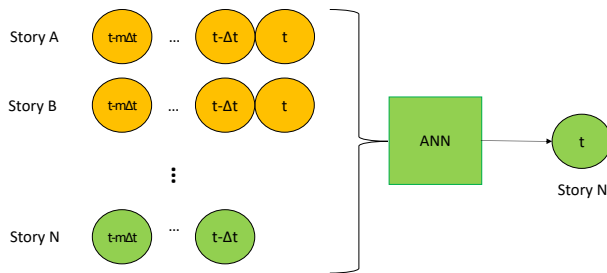 Story A t-mΔt ... t-Δt t
Story B t-mΔt ... t-Δt t
⋮
Story N t-mΔt ... t-Δt
ANN
t
Story N